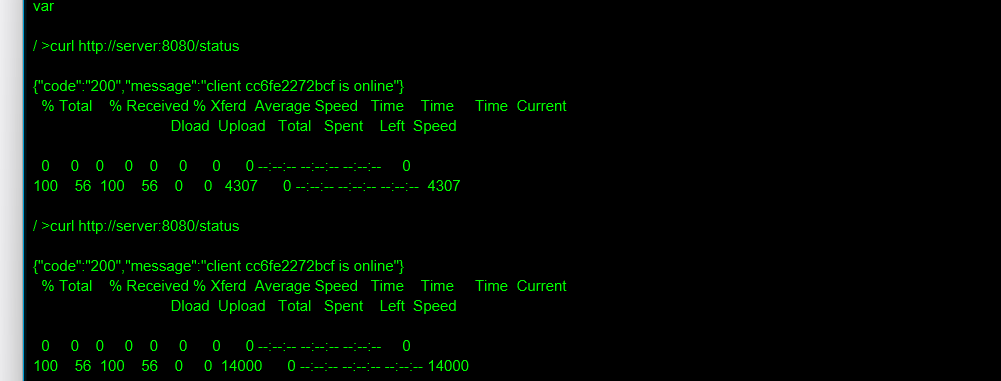 var
/ >curl http://server:8080/status
{"code":"200","message":"client cc6fe2272bcf is online"}
% Total % Received % Xferd Average Speed Time Time Time Current
Dload Upload Total Spent Left Speed
0 0 0 0 0 0 0 0 --:--:-- --:--:-- --:--:-- 0
100 56 100 56 0 0 4307 0 --:--:-- --:--:-- --:--:-- 4307
/ >curl http://server:8080/status
{"code":"200","message":"client cc6fe2272bcf is online"}
% Total % Received % Xferd Average Speed Time Time Time Current
Dload Upload Total Spent Left Speed
0 0 0 0 0 0 0 0 --:--:-- --:--:-- --:--:-- 0
100 56 100 56 0 0 14000 0 --:--:-- --:--:-- --:--:-- 14000